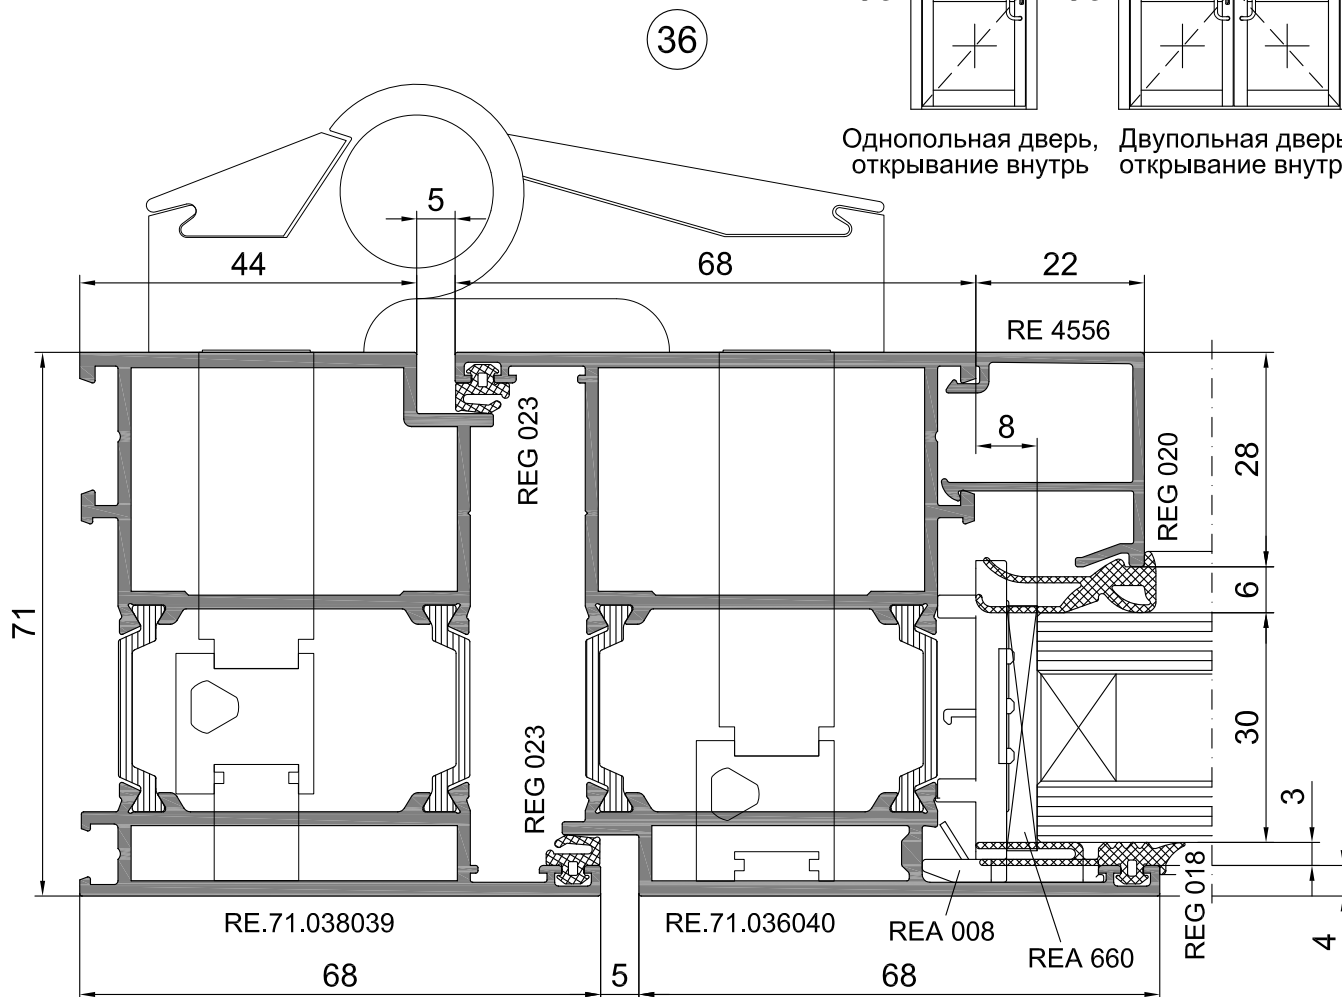 36
Однопольная дверь,
открывание внутрь
Двупольная дверь
открывание внутр
5
44
68
22
RE 4556
REG 023
8
REG 020
28
71
6
REG 023
30
3
RE.71.038039
RE.71.036040
REA 008
REA 660
REG 018
4
68
5
68